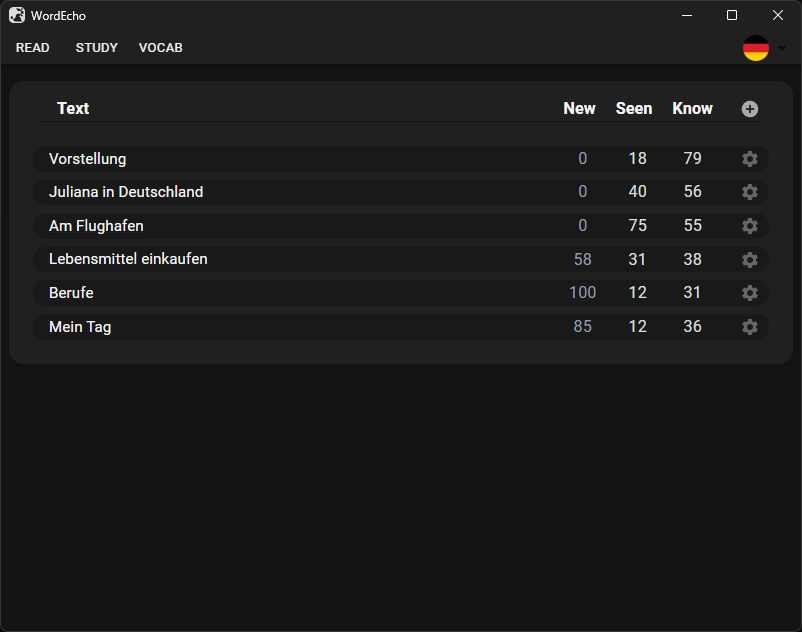 WordEcho
READ STUDY VOCAB
Text New Seen Know
Vorstellung 0 18 79
Juliana in Deutschland 0 40 56
Am Flughafen 0 75 55
Lebensmittel einkaufen 58 31 38
Berufe 100 12 31
Mein Tag 85 12 36